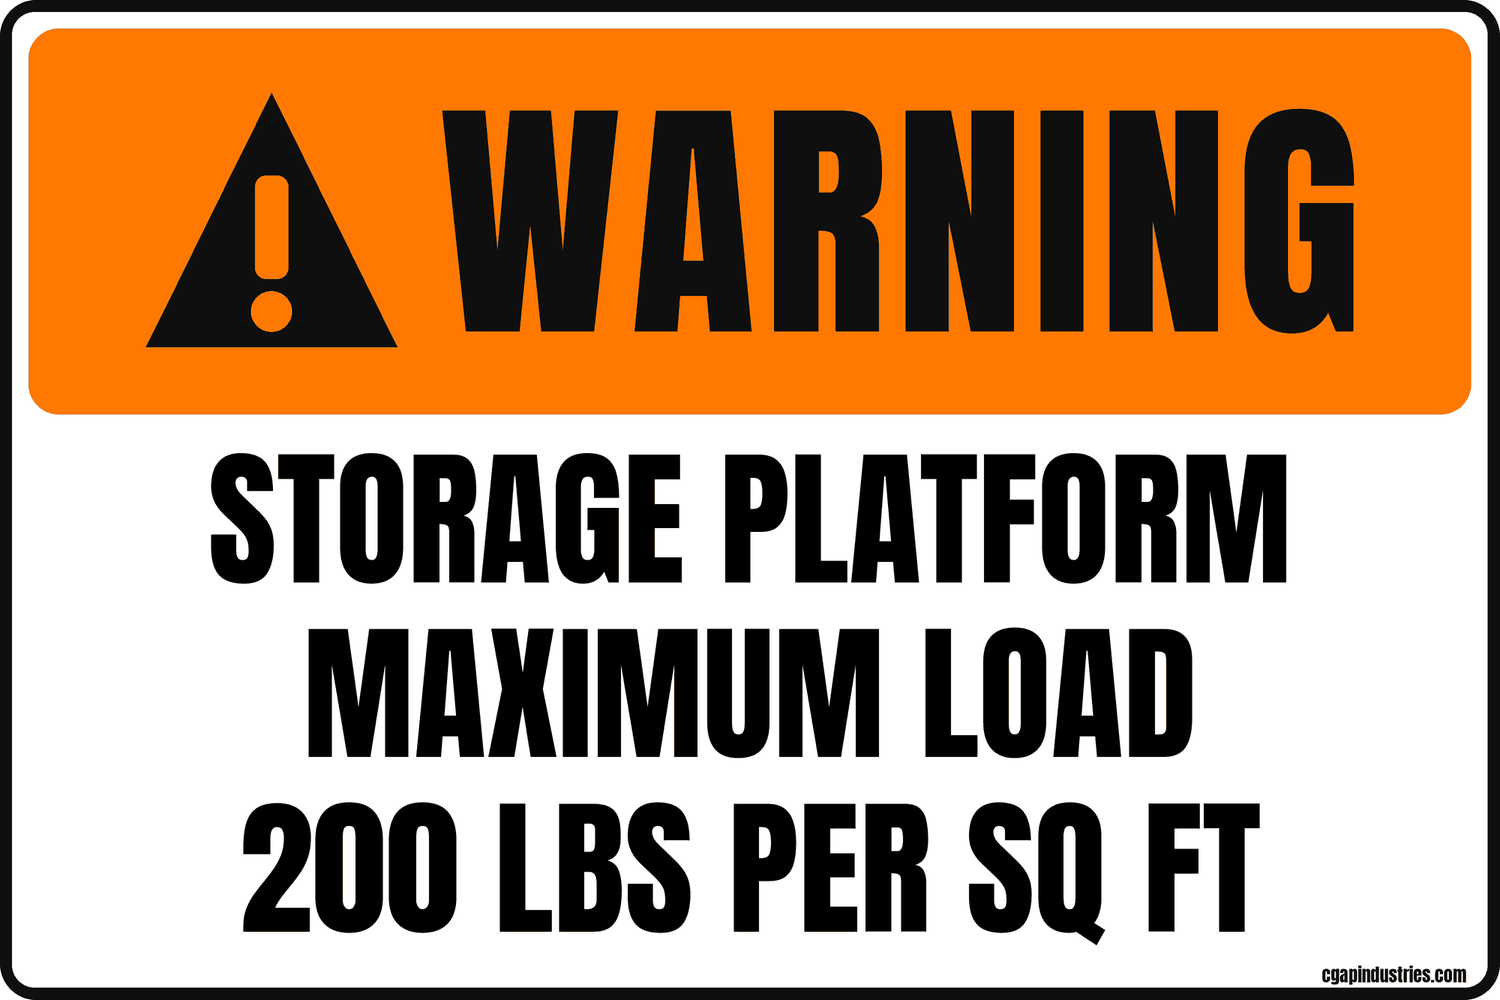 WARNING
STORAGE PLATFORM
MAXIMUM LOAD
200 LBS PER SQ FT
cgapindustries.com